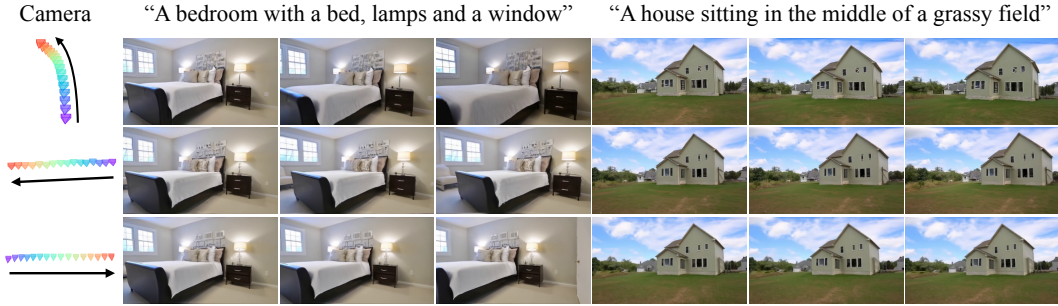 Camera
“A bedroom with a bed, lamps and a window”
“A house sitting in the middle of a grassy field”